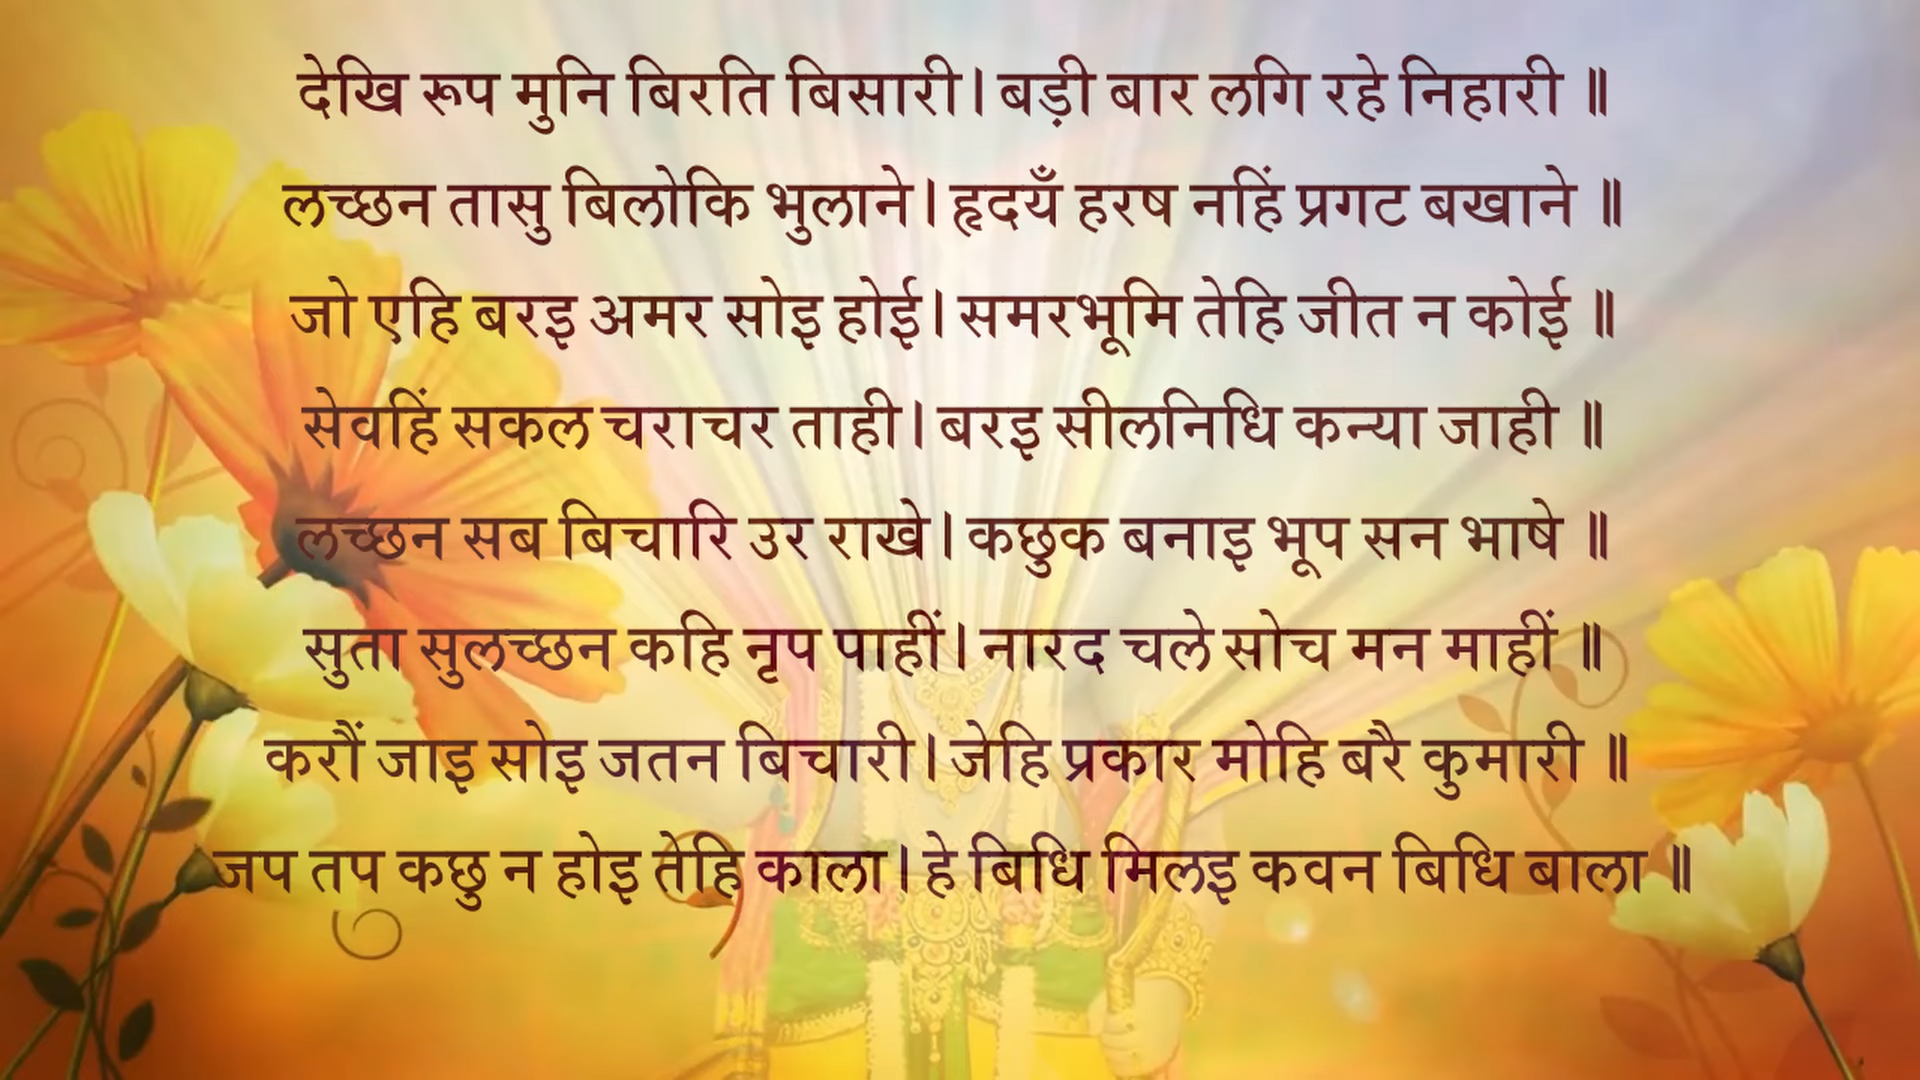 देखि रूप मुनि बिरति बिसारी। बड़ी बार लगि रहे निहारी ॥
लच्छन तासु बिलोकि भुलाने। हृदयँ हरष नहिं प्रगट बखाने ॥
जो एहि बरइ अमर सोइ होई। समरभूमि तेहि जीत न कोई ॥
सेवहिं सकल चराचर ताही। बरइ सीलनिधि कन्या जाही ॥
लच्छन सब बिचारि उर राखे। कछुक बनाइ भूप सन भाषे ॥
सुता सुलच्छन कहि नृप पाहीं। नारद चले सोच मन माहीं ॥
करौं जाइ सोइ जतन बिचारी। जेहि प्रकार मोहि बरै कुमारी ॥
जप तप कछु न होइ तेहि काला। हे बिधि मिलइ कवन बिधि बाला ॥